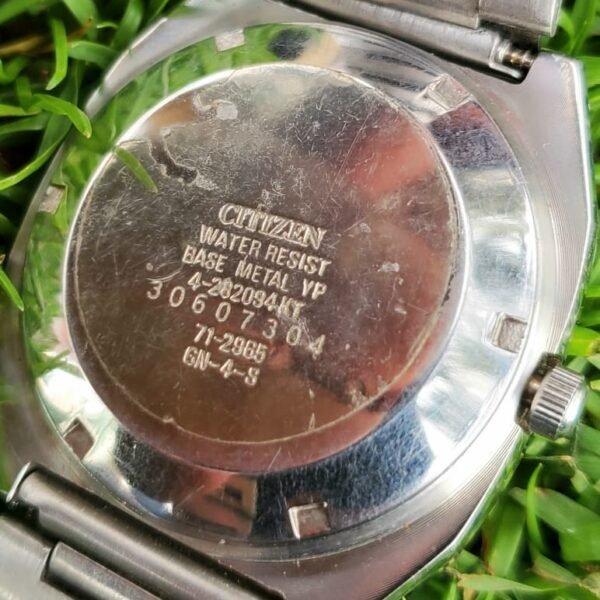 CITIZEN
WATER RESIST
BASE METAL YP
4-282094KT
30607304
71-2965
GN-4-S